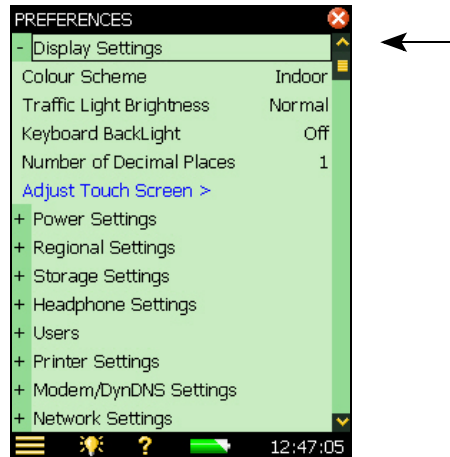 PREFERENCES
- Display Settings
Colour Scheme Indoor
Traffic Light Brightness Normal
Keyboard BackLight Off
Number of Decimal Places 1
Adjust Touch Screen >
+ Power Settings
+ Regional Settings
+ Storage Settings
+ Headphone Settings
+ Users
+ Printer Settings
+ Modem/DynDNS Settings
+ Network Settings
? 12:47:05